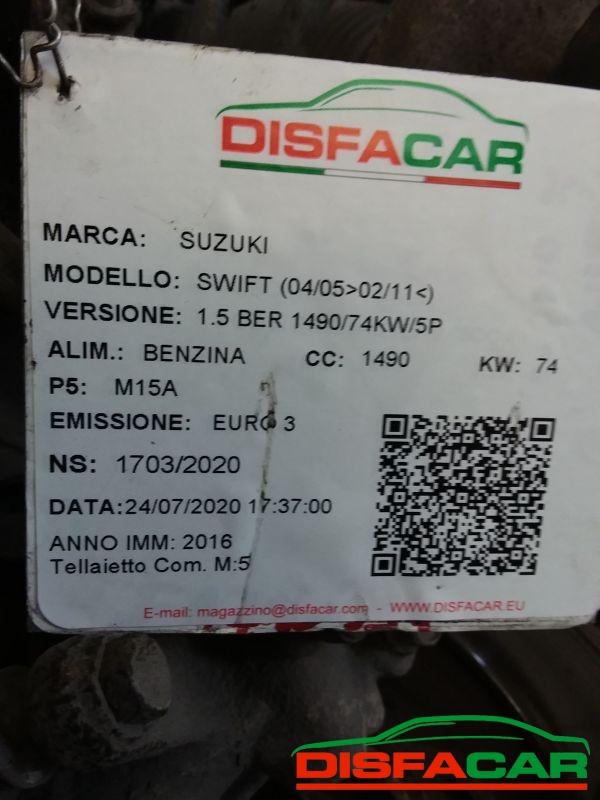 DISFACAR
MARCA: SUZUKI
MODELLO: SWIFT (04/05>02/11<)
VERSIONE: 1.5 BER 1490/74KW/5P
ALIM.: BENZINA CC: 1490 KW: 74
P5: M15A
EMISSIONE: EURO 3
NS: 1703/2020
DATA:24/07/2020 17:37:00
ANNO IMM: 2016
Tellaietto Com. M:5
E-mail: magazzino@disfacar.com - WWW.DISFACAR.EU
DISFACAR